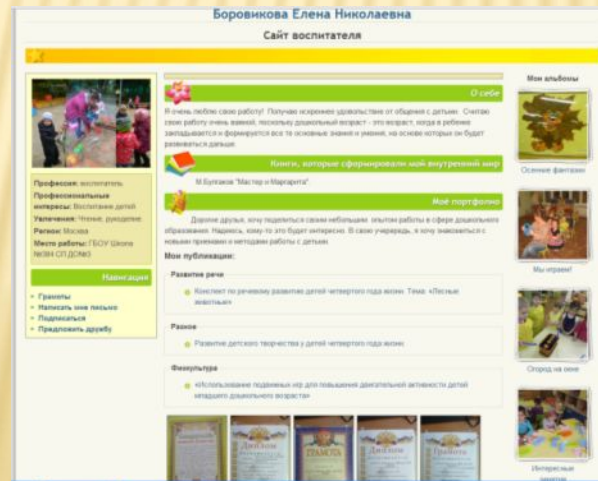 Боровикова Елена Николаевна
Сайт воспитателя
Профессия: воспитатель
Профессиональные
интересы: Воспитание детей
Увлечения: Чтение, рукоделие
Регион: Москва
Место работы: ГБОУ Школа
Навигация
Грамоты
Написать мне письмо
Подписаться
Предложить дружбу
О себе
Я очень люблю свою работу! Получаю искреннее удовольствие от общения с детьми. Считаю
свою работу очень важной, поскольку дошкольный возраст - это возраст, когда в ребенке
закладывается и формируется все те основные знания и умения, на основе которых он будет
развиваться дальше.
Книги, которые сформировали мой внутренний мир
М.Булгаков "Мастер и Маргарита"
Моё портфолио
Дорогие друзья, хочу поделиться своим небольшим опытом работы в сфере дошкольного
образования. Надеюсь, кому-то это будет интересно. В свою очередь, я хочу знакомиться с
новыми приемами и методами работы с детьми.
Мои публикации:
Развитие речи
Конспект по речевому развитию детей четвертого года жизни. Тема: «Лесные
животные»
Разное
Развитие детского творчества у детей четвертого года жизни.
Физкультура
«Использование подвижных игр для повышения двигательной активности детей
младшего дошкольного возраста»
Диплом
Грамота
Диплом
Грамота
Мои альбомы
Осенние фантазии
Мы играем!
Огород на окне
Интересные